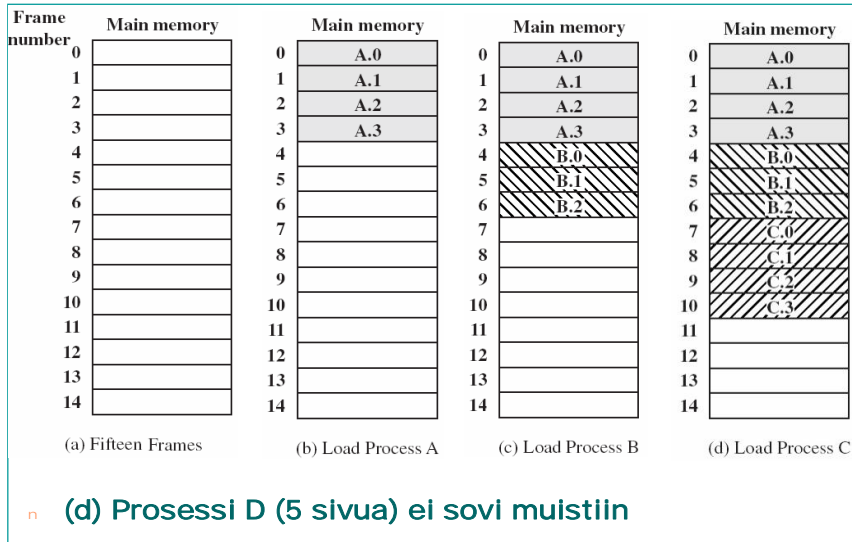 Frame number
Main memory
0
1
2
3
4
5
6
7
8
9
10
11
12
13
14
(a) Fifteen Frames
Main memory
0 A.0
1 A.1
2 A.2
3 A.3
4
5
6
7
8
9
10
11
12
13
14
(b) Load Process A
Main memory
0 A.0
1 A.1
2 A.2
3 A.3
4 B.0
5 B.1
6 B.2
7
8
9
10
11
12
13
14
(c) Load Process B
Main memory
0 A.0
1 A.1
2 A.2
3 A.3
4 B.0
5 B.1
6 B.2
7 C.0
8 C.1
9 C.2
10 C.3
11
12
13
14
(d) Load Process C
n (d) Prosessi D (5 sivua) ei sovi muistiin